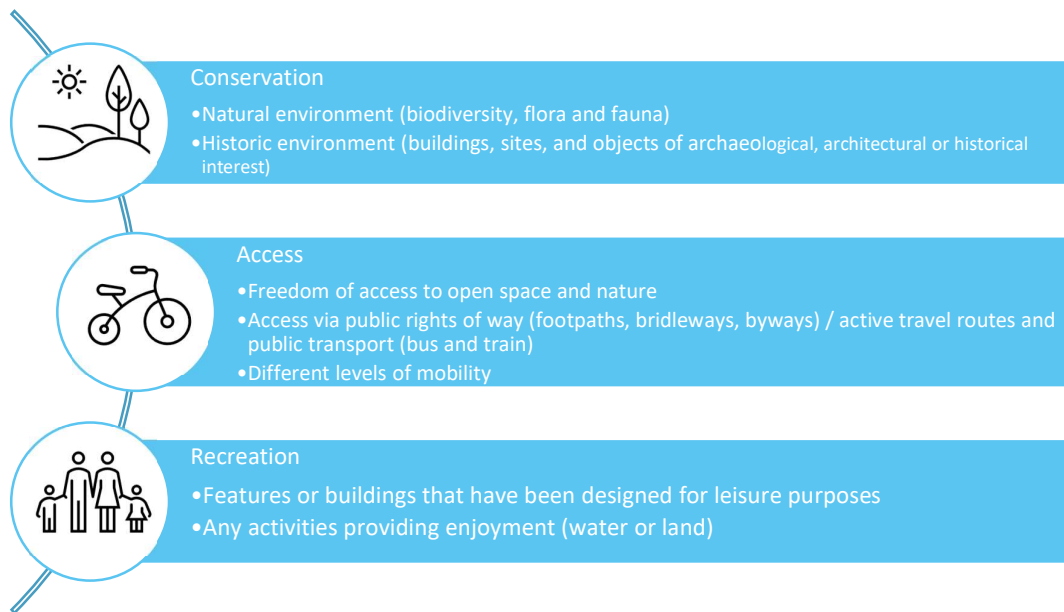 Conservation
•Natural environment (biodiversity, flora and fauna)
•Historic environment (buildings, sites, and objects of archaeological, architectural or historical
interest)
Access
•Freedom of access to open space and nature
•Access via public rights of way (footpaths, bridleways, byways) / active travel routes and
public transport (bus and train)
•Different levels of mobility
Recreation
•Features or buildings that have been designed for leisure purposes
•Any activities providing enjoyment (water or land)